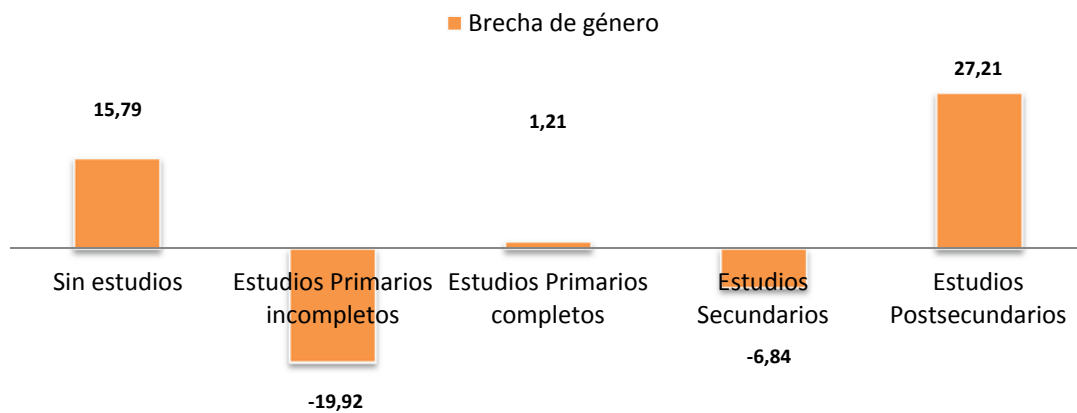 Brecha de género
27,21
15,79
1,21
Sin estudios
Estudios Primarios
incompletos
Estudios Primarios
completos
Estudios
Secundarios
Estudios
Postsecundarios
-6,84
-19,92